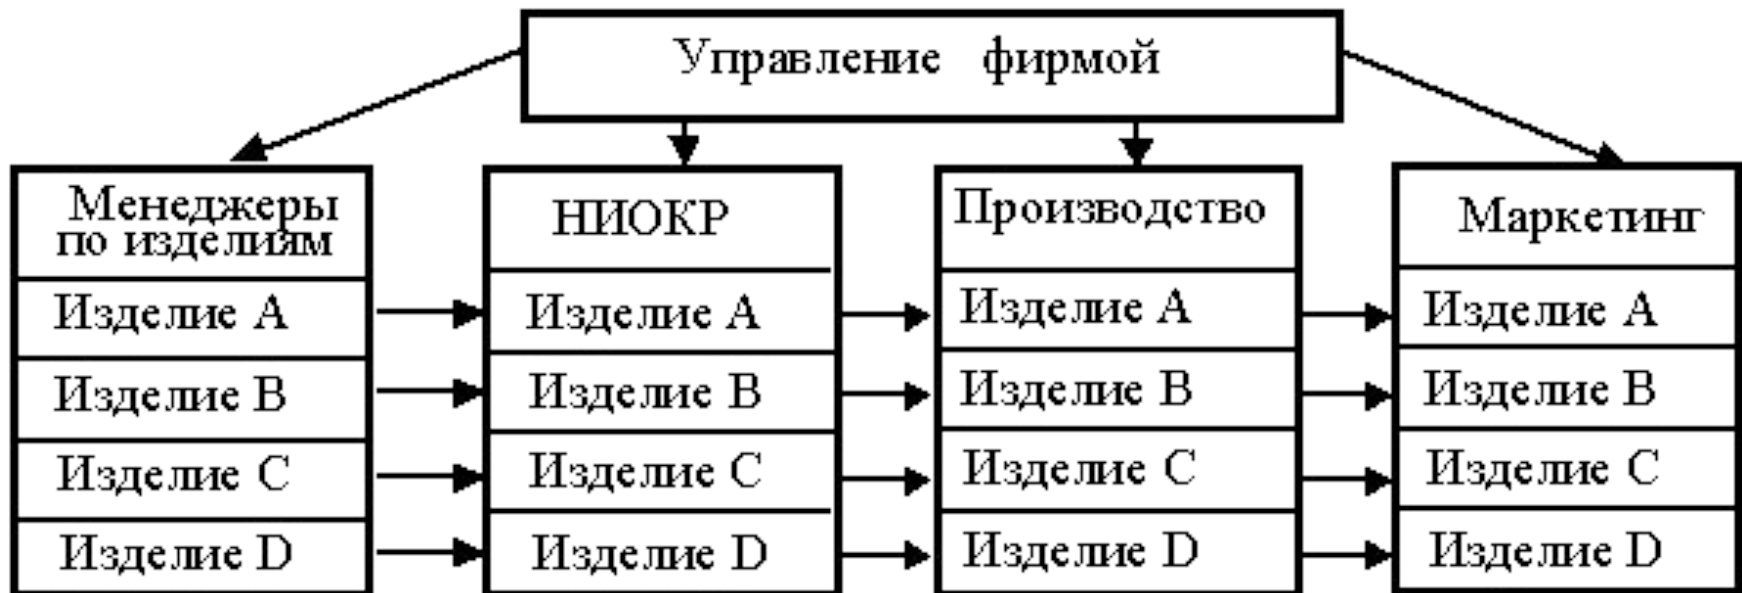 Управление фирмой
Менеджеры
по изделиям
НИОКР
Производство
Маркетинг
Изделие A
Изделие A
Изделие A
Изделие A
Изделие B
Изделие B
Изделие B
Изделие B
Изделие C
Изделие C
Изделие C
Изделие C
Изделие D
Изделие D
Изделие D
Изделие D